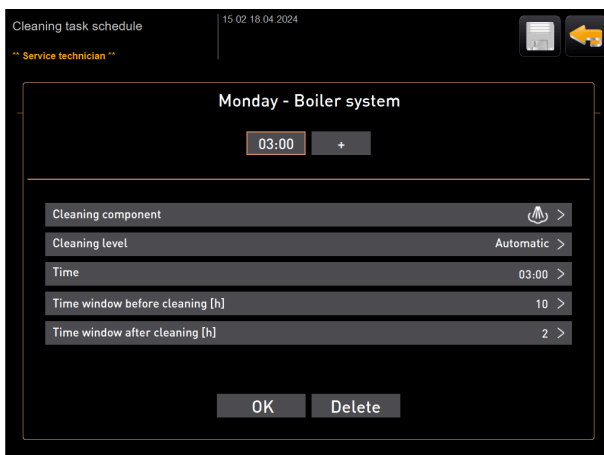 Cleaning task schedule
15 02 18.04.2024
** Service technician **
Monday - Boiler system
03:00 +
Cleaning component >
Cleaning level Automatic >
Time 03:00 >
Time window before cleaning [h] 10 >
Time window after cleaning [h] 2 >
OK Delete